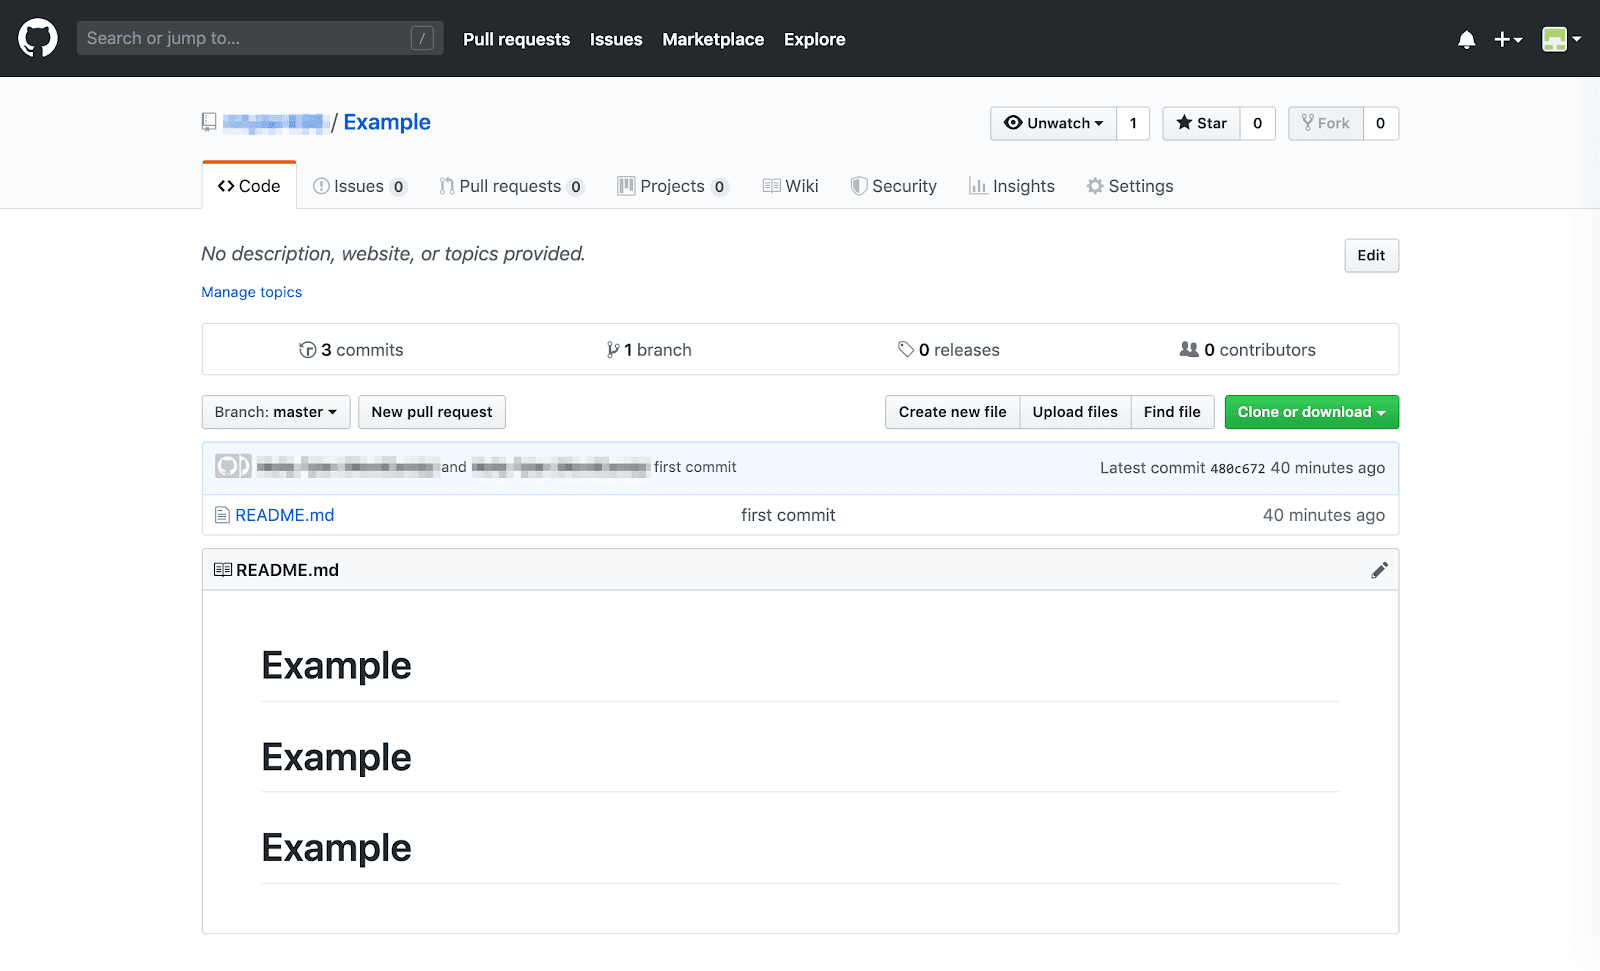 Search or jump to... /
Pull requests Issues Marketplace Explore
/ Example
Unwatch 1 Star 0 Fork 0
Code Issues 0 Pull requests 0 Projects 0 Wiki Security Insights Settings
No description, website, or topics provided.
Edit
Manage topics
3 commits 1 branch 0 releases 0 contributors
Branch: master New pull request Create new file Upload files Find file Clone or download
and first commit Latest commit 480c672 40 minutes ago
README.md first commit 40 minutes ago
README.md
Example
Example
Example